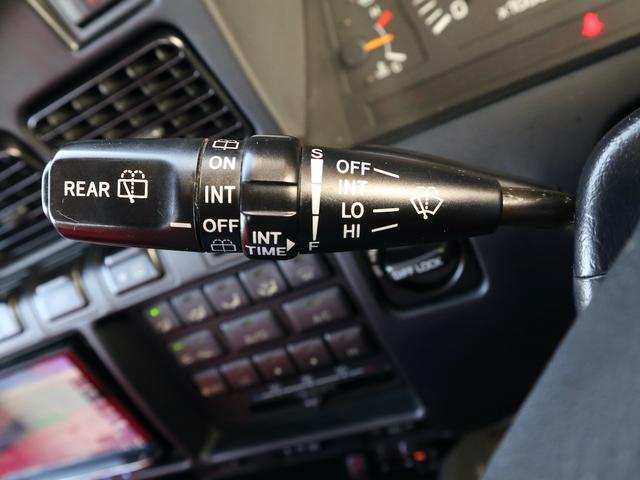 REAR
ON
INT
OFF
INT
TIME
S
F
OFF
INT
LO
HI
DIFF LOCK